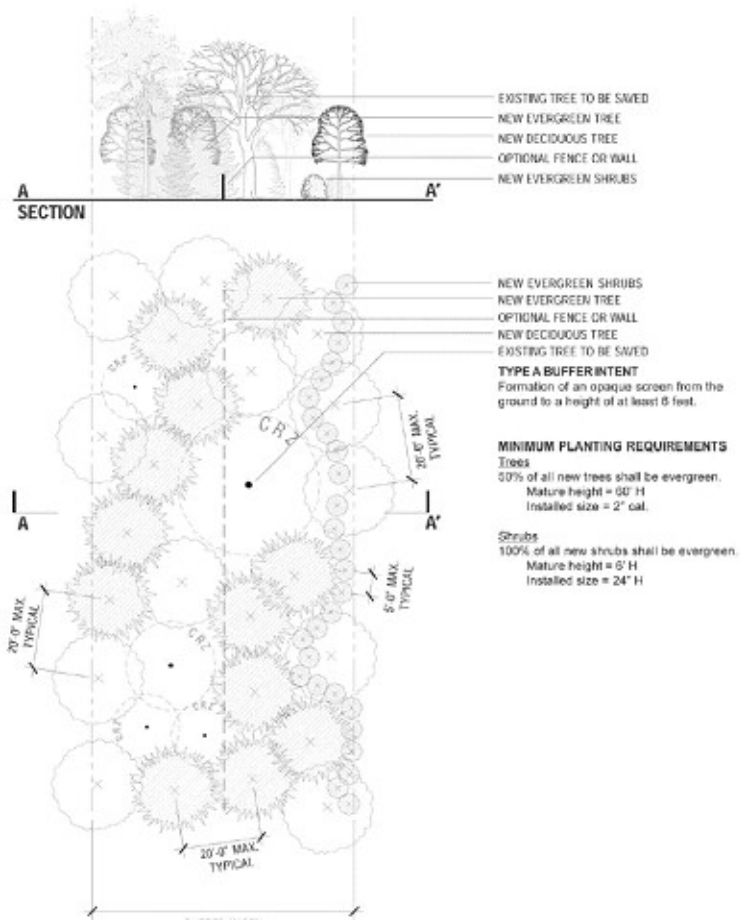 EXISTING TREE TO BE SAVED
NEW EVERGREEN TREE
NEW DECIDUOUS TREE
OPTIONAL FENCE OR WALL
NEW EVERGREEN SHRUBS
A
A'
SECTION
NEW EVERGREEN SHRUBS
NEW EVERGREEN TREE
OPTIONAL FENCE OR WALL
NEW DECIDUOUS TREE
EXISTING TREE TO BE SAVED
TYPE A BUFFER INTENT
Formation of an opaque screen from the
ground to a height of at least 6 feet.
MINIMUM PLANTING REQUIREMENTS
Trees
50% of all new trees shall be evergreen.
Mature height = 60' H
Installed size = 2" cal.
Shrubs
100% of all new shrubs shall be evergreen.
Mature height = 6' H
Installed size = 24" H
CRZ
CRZ
20'-0" MAX.
TYPICAL
A
A'
5'-0" MAX.
TYPICAL
20'-0" MAX.
TYPICAL
CRZ
CRZ
CRZ
20'-0" MAX.
TYPICAL